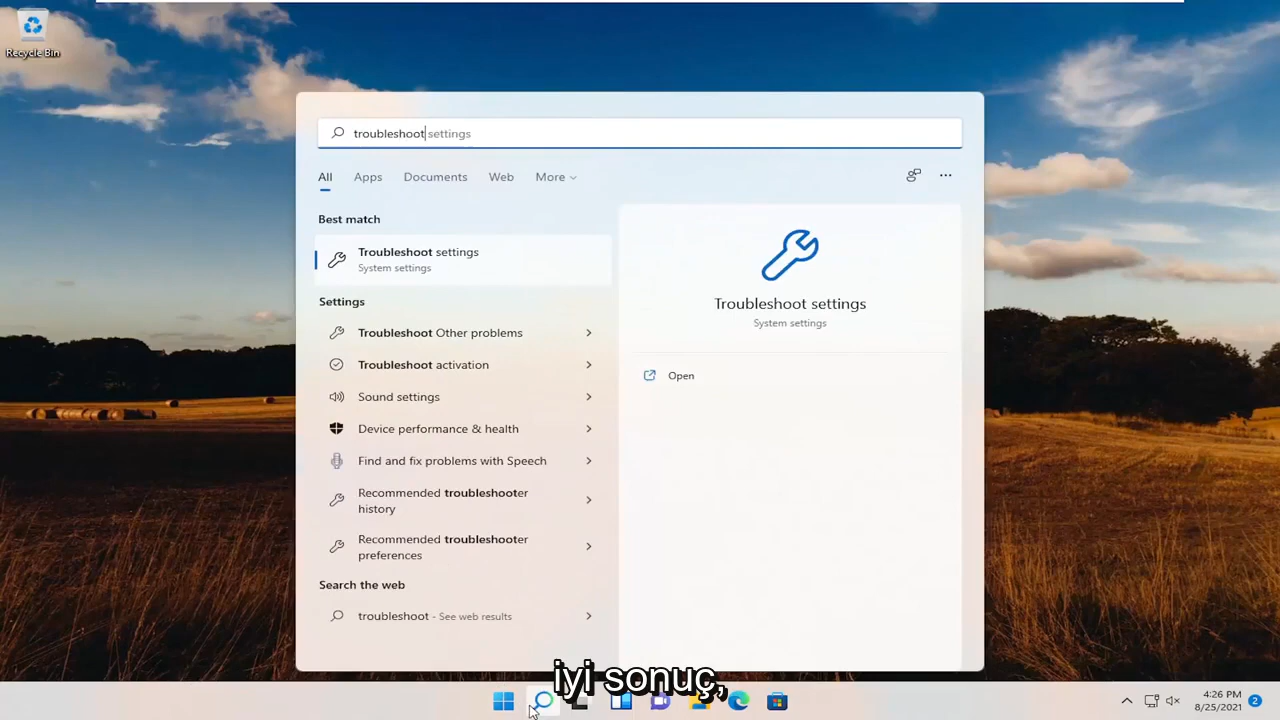 Recycle Bin
troubleshoot settings
All Apps Documents Web More
Best match
Troubleshoot settings
System settings
Settings
Troubleshoot Other problems
Troubleshoot activation
Sound settings
Device performance & health
Find and fix problems with Speech
Recommended troubleshooter
history
Recommended troubleshooter
preferences
Search the web
troubleshoot - See web results
Troubleshoot settings
System settings
Open
iyi sonuç,
4:26 PM
8/25/2021
2